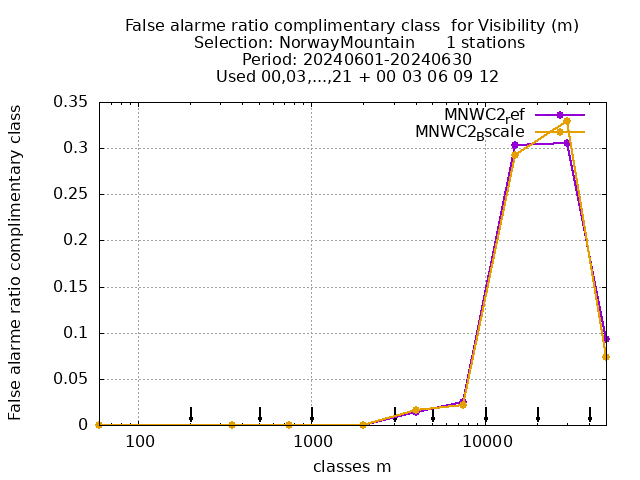 False alarme ratio complimentary class  for Visibility (m)
Selection: NorwayMountain      1 stations
Period: 20240601-20240630
Used 00,03,...,21 + 00 03 06 09 12
False alarme ratio complimentary class
0.35
0.3
0.25
0.2
0.15
0.1
0.05
0
MNWC2ref
MNWC2Bscale
100
1000
10000
classes m